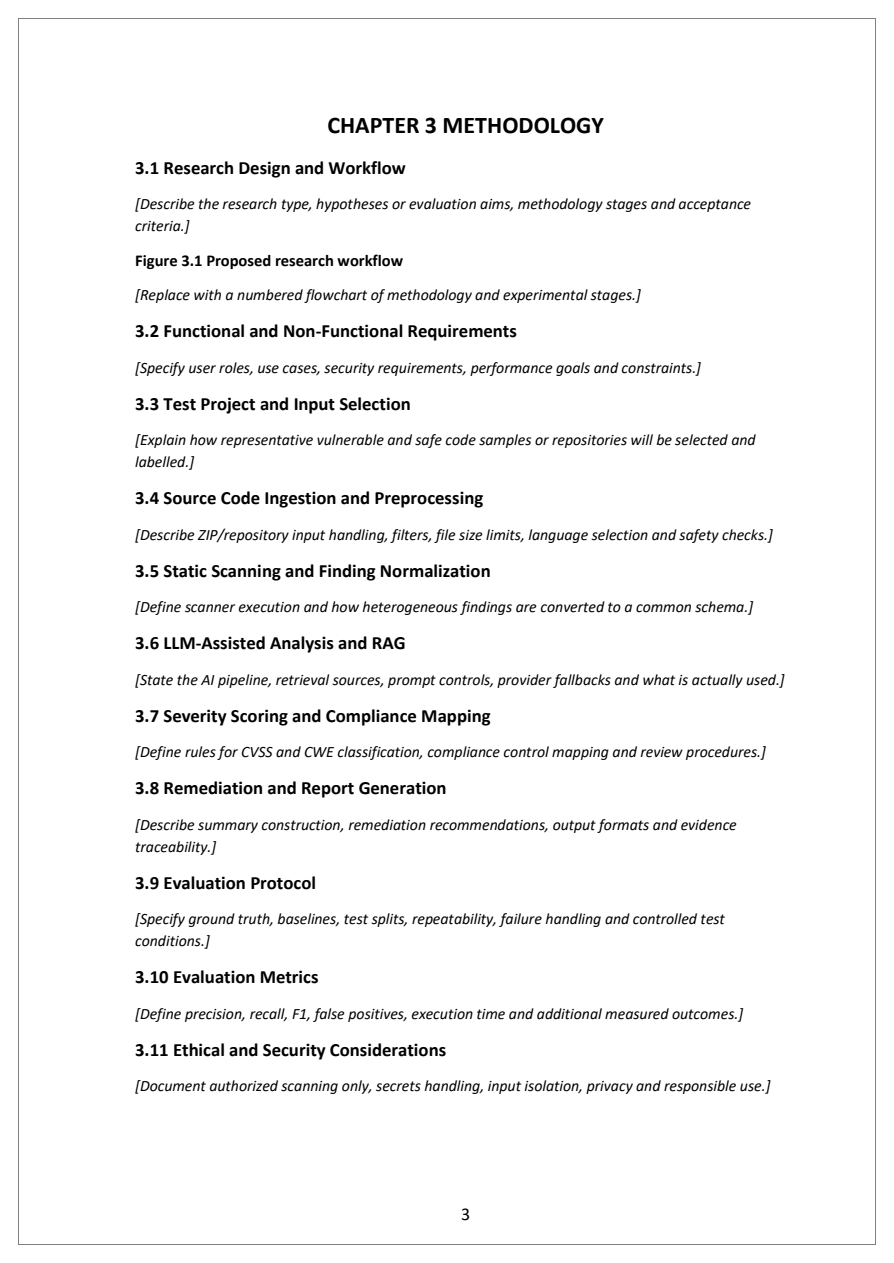 CHAPTER 3 METHODOLOGY
3.1 Research Design and Workflow
[Describe the research type, hypotheses or evaluation aims, methodology stages and acceptance
criteria.]
Figure 3.1 Proposed research workflow
[Replace with a numbered flowchart of methodology and experimental stages.]
3.2 Functional and Non-Functional Requirements
[Specify user roles, use cases, security requirements, performance goals and constraints.]
3.3 Test Project and Input Selection
[Explain how representative vulnerable and safe code samples or repositories will be selected and
labelled.]
3.4 Source Code Ingestion and Preprocessing
[Describe ZIP/repository input handling, filters, file size limits, language selection and safety checks.]
3.5 Static Scanning and Finding Normalization
[Define scanner execution and how heterogeneous findings are converted to a common schema.]
3.6 LLM-Assisted Analysis and RAG
[State the AI pipeline, retrieval sources, prompt controls, provider fallbacks and what is actually used.]
3.7 Severity Scoring and Compliance Mapping
[Define rules for CVSS and CWE classification, compliance control mapping and review procedures.]
3.8 Remediation and Report Generation
[Describe summary construction, remediation recommendations, output formats and evidence
traceability.]
3.9 Evaluation Protocol
[Specify ground truth, baselines, test splits, repeatability, failure handling and controlled test
conditions.]
3.10 Evaluation Metrics
[Define precision, recall, F1, false positives, execution time and additional measured outcomes.]
3.11 Ethical and Security Considerations
[Document authorized scanning only, secrets handling, input isolation, privacy and responsible use.]
3